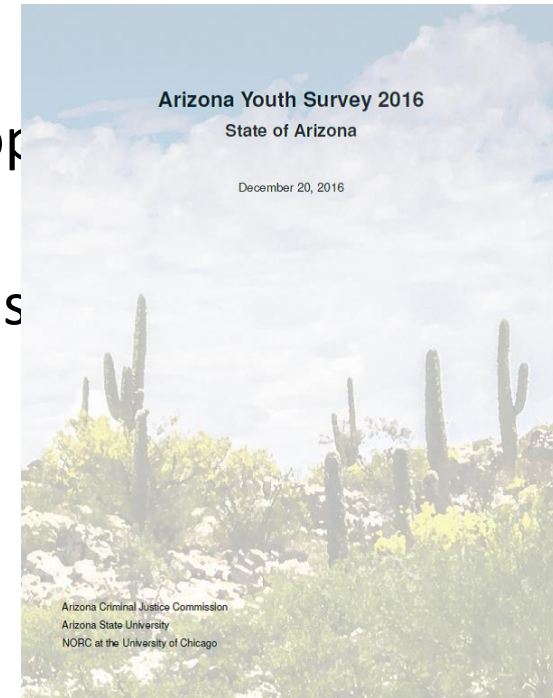 Arizona Youth Survey 2016
State of Arizona
December 20, 2016
s
Arizona Criminal Justice Commission
Arizona State University
NORC at the University of Chicago